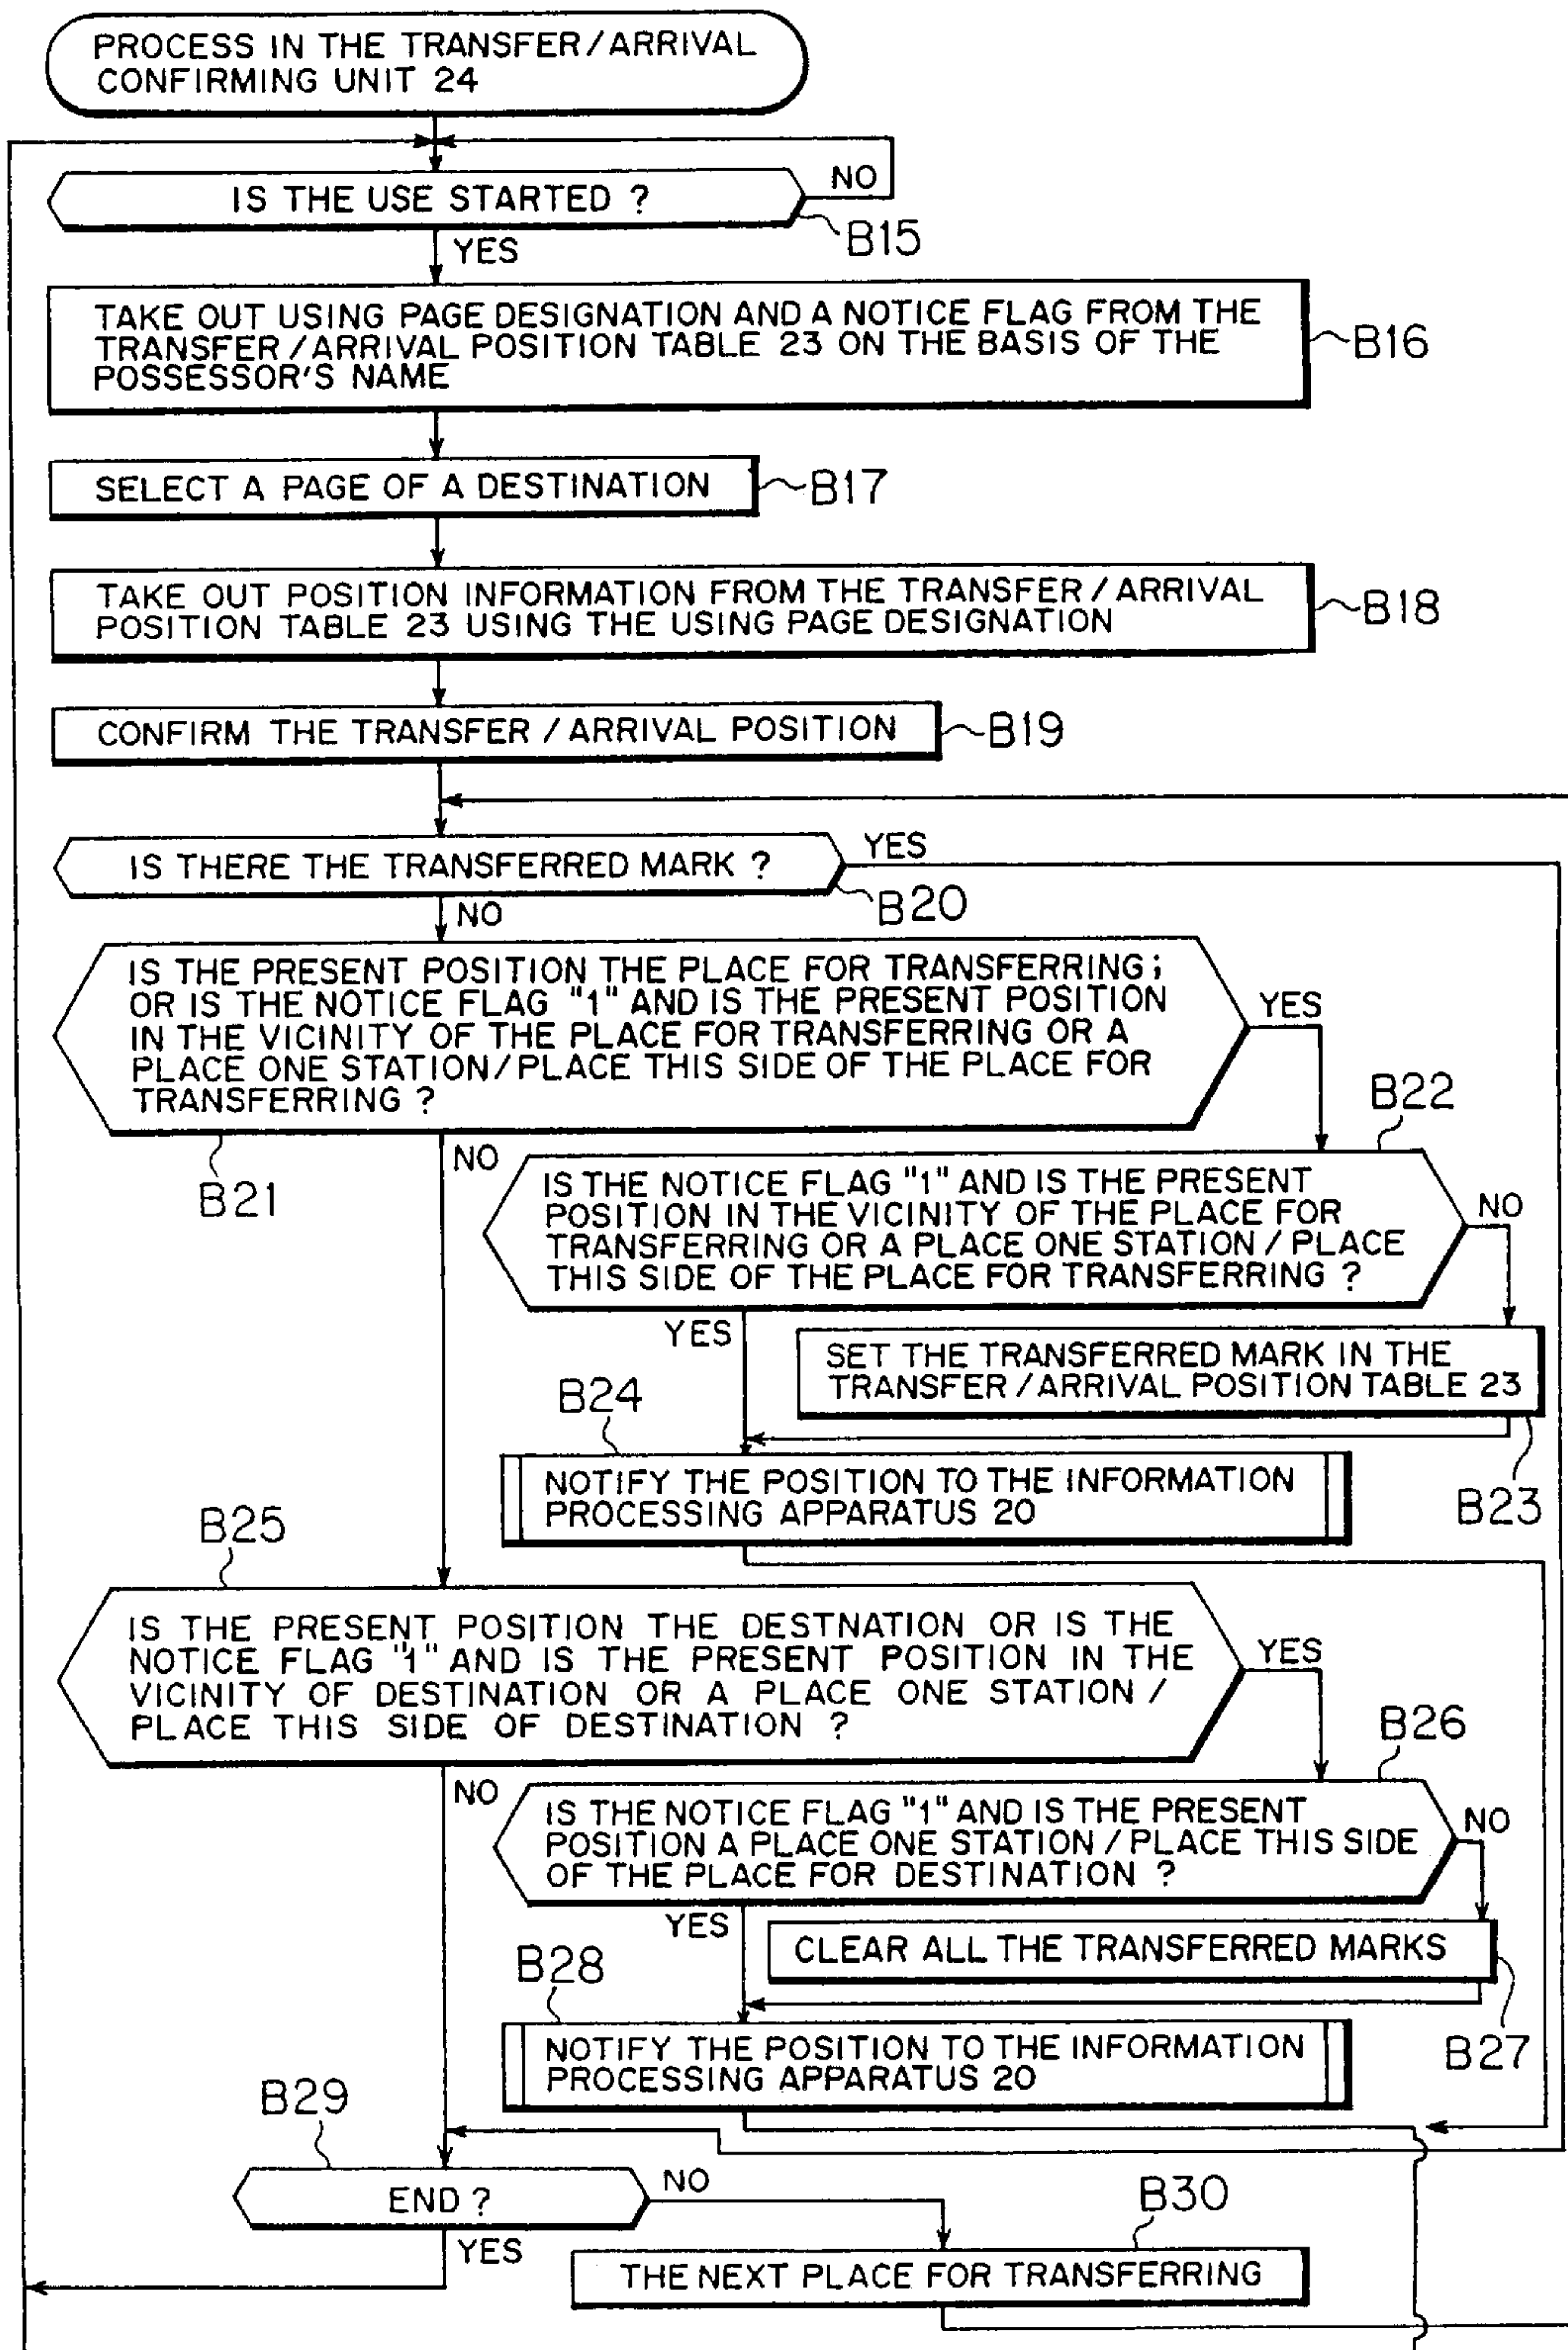 PROCESS IN THE TRANSFER/ARRIVAL
CONFIRMING UNIT 24
IS THE USE STARTED ?
NO
B15
YES
TAKE OUT USING PAGE DESIGNATION AND A NOTICE FLAG FROM THE
TRANSFER/ARRIVAL POSITION TABLE 23 ON THE BASIS OF THE
POSSESSOR'S NAME
B16
SELECT A PAGE OF A DESTINATION
B17
TAKE OUT POSITION INFORMATION FROM THE TRANSFER/ARRIVAL
POSITION TABLE 23 USING THE USING PAGE DESIGNATION
B18
CONFIRM THE TRANSFER/ARRIVAL POSITION
B19
IS THERE THE TRANSFERRED MARK ?
YES
B20
NO
IS THE PRESENT POSITION THE PLACE FOR TRANSFERRING;
OR IS THE NOTICE FLAG "1" AND IS THE PRESENT POSITION
IN THE VICINITY OF THE PLACE FOR TRANSFERRING OR A
PLACE ONE STATION/PLACE THIS SIDE OF THE PLACE FOR
TRANSFERRING ?
YES
B21
NO
B22
IS THE NOTICE FLAG "1" AND IS THE PRESENT
POSITION IN THE VICINITY OF THE PLACE FOR
TRANSFERRING OR A PLACE ONE STATION/PLACE
THIS SIDE OF THE PLACE FOR TRANSFERRING ?
NO
YES
SET THE TRANSFERRED MARK IN THE
TRANSFER/ARRIVAL POSITION TABLE 23
B23
B24
NOTIFY THE POSITION TO THE INFORMATION
PROCESSING APPARATUS 20
B25
IS THE PRESENT POSITION THE DESTNATION OR IS THE
NOTICE FLAG "1" AND IS THE PRESENT POSITION IN THE
VICINITY OF DESTINATION OR A PLACE ONE STATION/
PLACE THIS SIDE OF DESTINATION ?
YES
NO
B26
IS THE NOTICE FLAG "1" AND IS THE PRESENT
POSITION A PLACE ONE STATION/PLACE THIS SIDE
OF THE PLACE FOR DESTINATION ?
NO
YES
CLEAR ALL THE TRANSFERRED MARKS
B27
B28
NOTIFY THE POSITION TO THE INFORMATION
PROCESSING APPARATUS 20
B29
END ?
NO
YES
B30
THE NEXT PLACE FOR TRANSFERRING